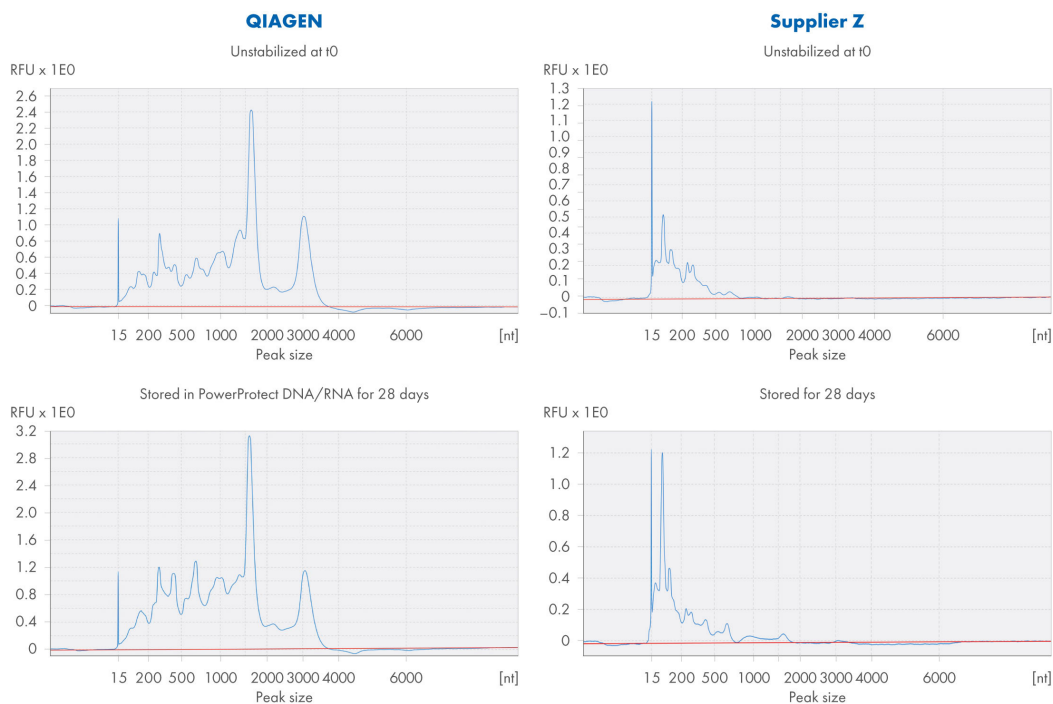 QIAGEN
Unstabilized at t0
RFU x 1E0
2.6
2.4
2.2
2.0
1.8
1.6
1.4
1.2
1.0
0.8
0.6
0.4
0.2
0
15 200 500 1000 2000 3000 4000 6000 [nt]
Peak size
Supplier Z
Unstabilized at t0
RFU x 1E0
1.3
1.2
1.1
1.0
0.9
0.8
0.7
0.6
0.5
0.4
0.3
0.2
0.1
0
−0.1
15 200 500 1000 2000 3000 4000 6000 [nt]
Peak size
Stored in PowerProtect DNA/RNA for 28 days
RFU x 1E0
3.2
2.8
2.4
2.0
1.6
1.2
0.8
0.4
0
15 200 500 1000 2000 3000 4000 6000 [nt]
Peak size
Stored for 28 days
RFU x 1E0
1.2
1.0
0.8
0.6
0.4
0.2
0
15 200 500 1000 2000 3000 4000 6000 [nt]
Peak size